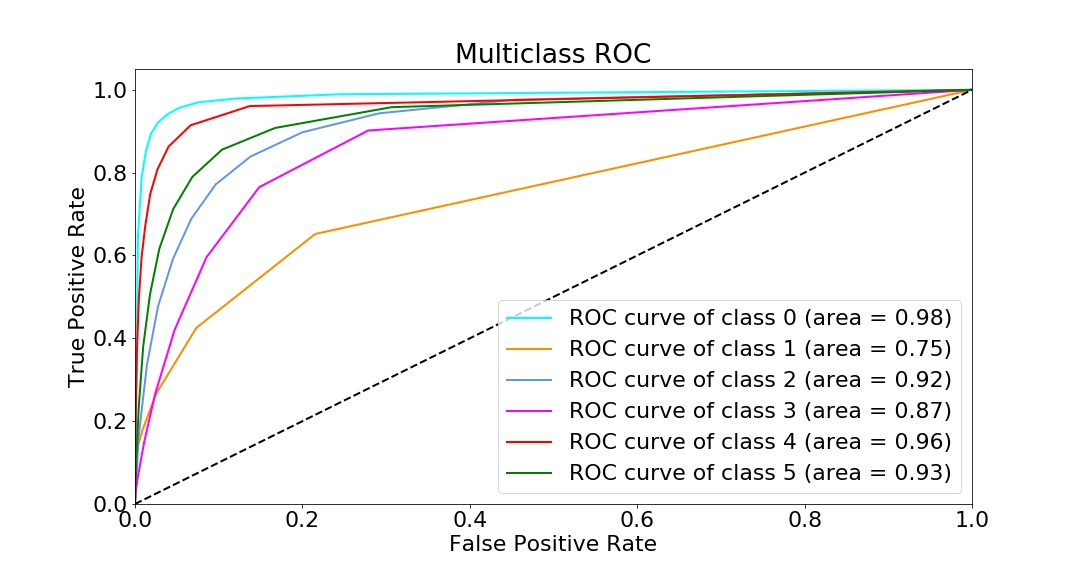 Multiclass ROC
True Positive Rate
1.0
0.8
0.6
0.4
0.2
0.0
ROC curve of class 0 (area = 0.98)
ROC curve of class 1 (area = 0.75)
ROC curve of class 2 (area = 0.92)
ROC curve of class 3 (area = 0.87)
ROC curve of class 4 (area = 0.96)
ROC curve of class 5 (area = 0.93)
0.0 0.2 0.4 0.6 0.8 1.0
False Positive Rate